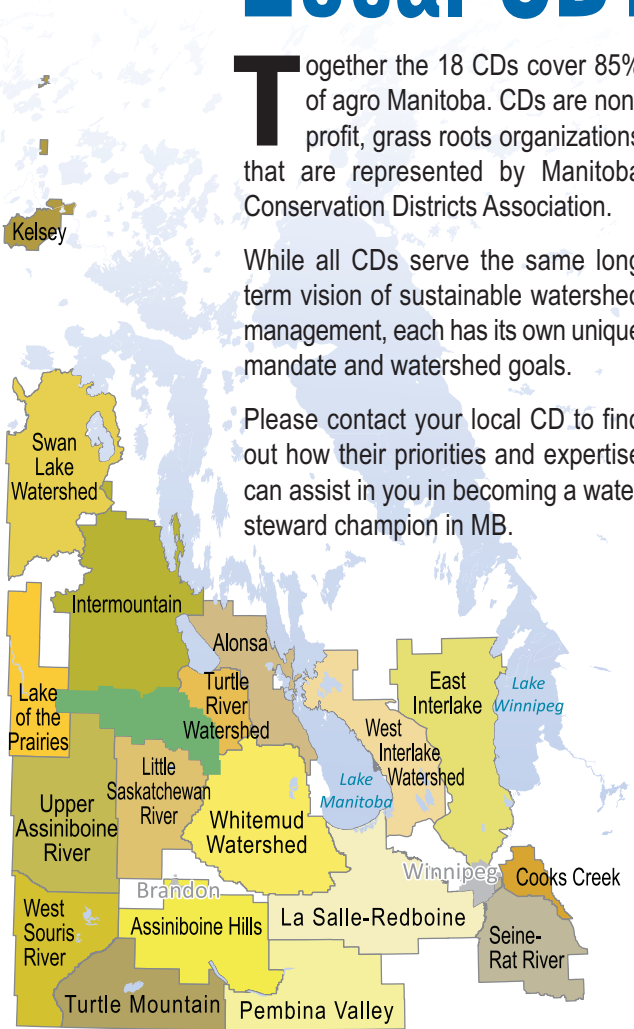 Together the 18 CDs cover 85%
of agro Manitoba. CDs are non
profit, grass roots organizations
that are represented by Manitoba
Conservation Districts Association.
While all CDs serve the same long
term vision of sustainable watershed
management, each has its own unique
mandate and watershed goals.
Please contact your local CD to find
out how their priorities and expertise
can assist in you in becoming a water
steward champion in MB.
Kelsey
Swan
Lake
Watershed
Intermountain
Alonsa
Lake
of the
Prairies
Turtle
River
Watershed
East
Interlake
Lake
Winnipeg
West
Interlake
Watershed
Lake
Manitoba
Little
Saskatchewan
River
Upper
Assiniboine
River
Whitemud
Watershed
Winnipeg
Cooks Creek
Brandon
West
Souris
River
Assiniboine Hills
La Salle-Redboine
Seine-
Rat River
Turtle Mountain
Pembina Valley